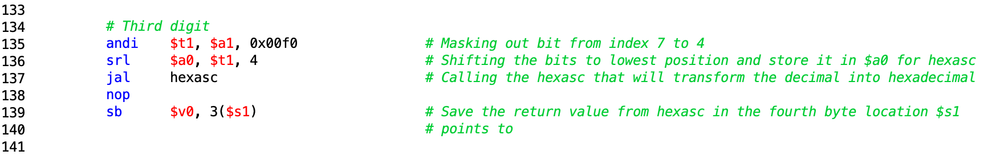 133
134 # Third digit
135 andi $t1, $a1, 0x00f0 # Masking out bit from index 7 to 4
136 srl $a0, $t1, 4 # Shifting the bits to lowest position and store it in $a0 for hexasc
137 jal hexasc # Calling the hexasc that will transform the decimal into hexadecimal
138 nop
139 sb $v0, 3($s1) # Save the return value from hexasc in the fourth byte location $s1
140 # points to
141